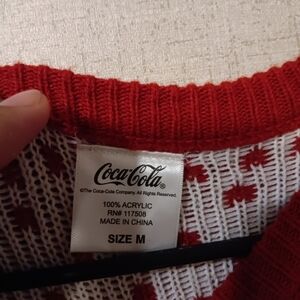 Coca-Cola®
©The Coca-Cola Company. All Rights Reserved.
100% ACRYLIC
RN# 117508
MADE IN CHINA
SIZE M